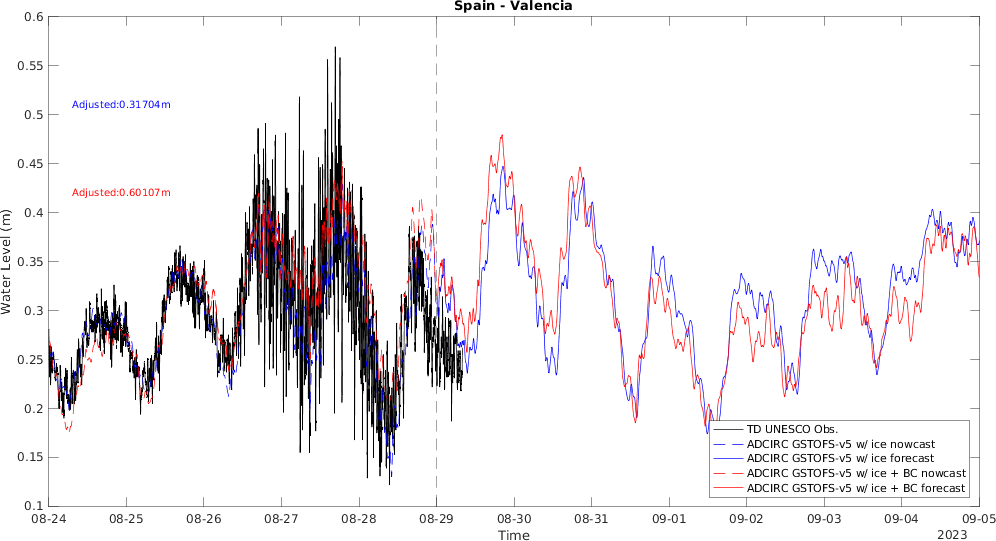 Spain - Valencia
0.6
0.55
0.5
0.45
0.4
0.35
0.3
0.25
0.2
0.15
0.1
Water Level (m)
Adjusted:0.31704m
Adjusted:0.60107m
TD UNESCO Obs.
ADCIRC GSTOFS-v5 w/ ice nowcast
ADCIRC GSTOFS-v5 w/ ice forecast
ADCIRC GSTOFS-v5 w/ ice + BC nowcast
ADCIRC GSTOFS-v5 w/ ice + BC forecast
08-24 08-25 08-26 08-27 08-28 08-29 08-30 08-31 09-01 09-02 09-03 09-04 09-05
Time
2023